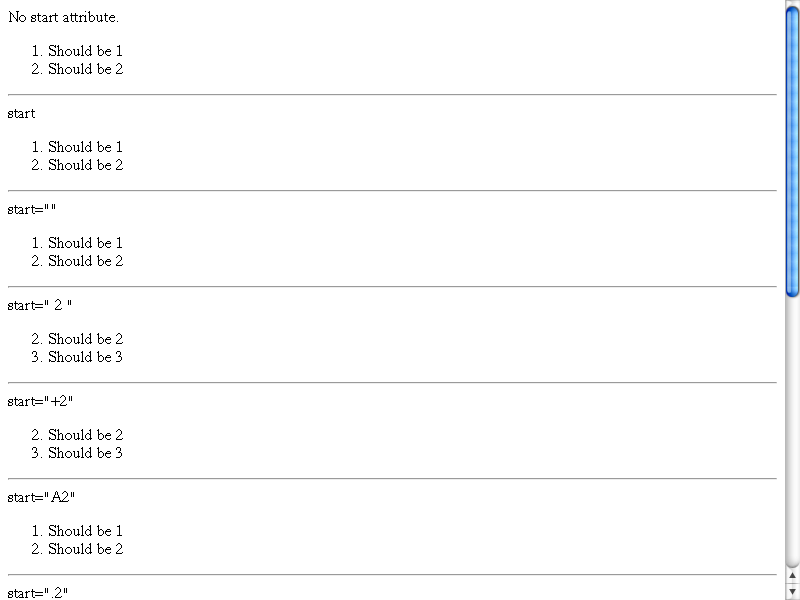 No start attribute.
1. Should be 1
2. Should be 2
start
1. Should be 1
2. Should be 2
start=""
1. Should be 1
2. Should be 2
start=" 2 "
2. Should be 2
3. Should be 3
start="+2"
2. Should be 2
3. Should be 3
start="A2"
1. Should be 1
2. Should be 2
start=".2"